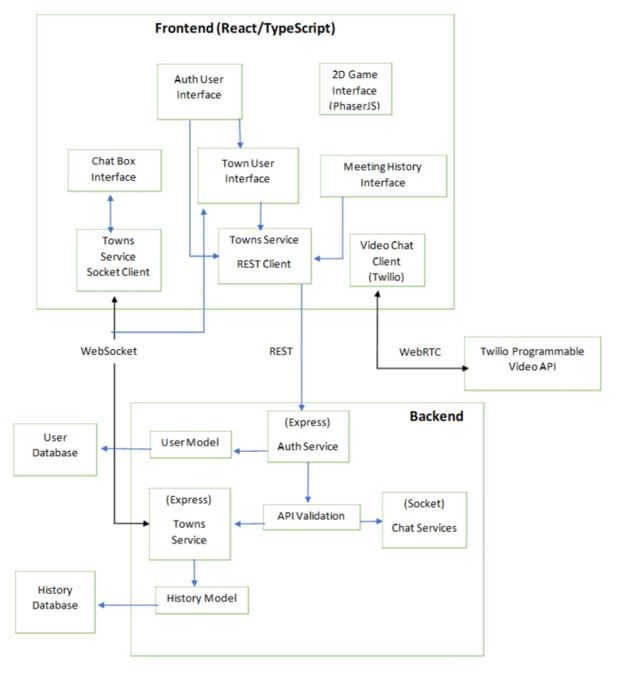 Frontend (React/TypeScript)
Auth User
Interface
2D Game
Interface
(PhaserJS)
Chat Box
Interface
Town User
Interface
Meeting History
Interface
Towns
Service
Socket Client
Towns Service
REST Client
Video Chat
Client
(Twilio)
WebSocket
REST
WebRTC
Twilio Programmable
Video API
Backend
(Express)
Auth Service
User
Database
User Model
(Express)
Towns
Service
API Validation
(Socket)
Chat Services
History
Database
History Model